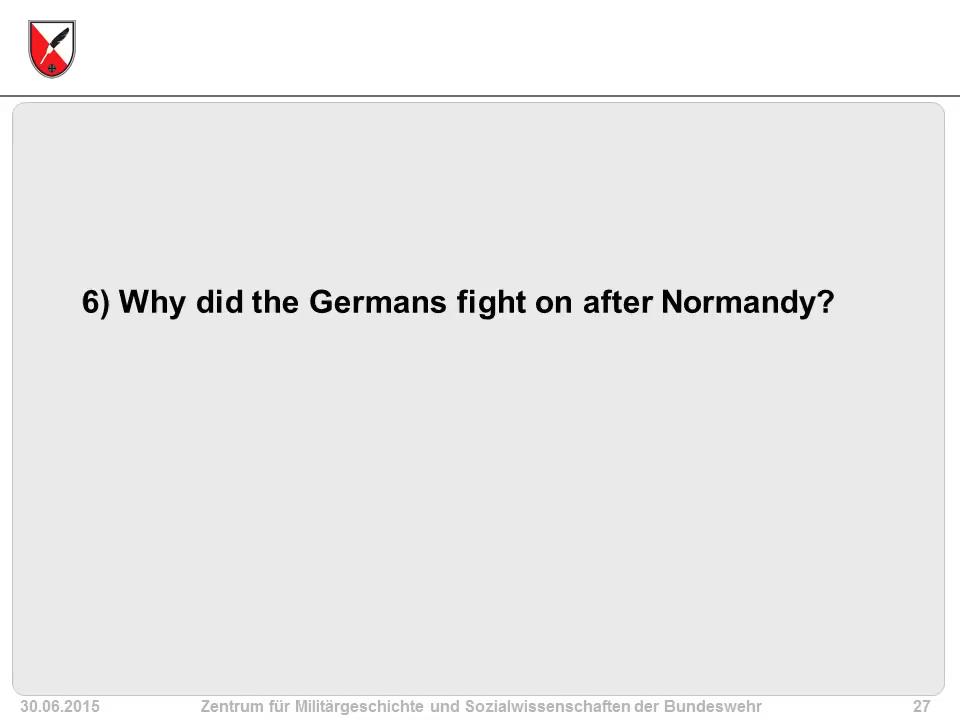 6) Why did the Germans fight on after Normandy?
30.06.2015 Zentrum für Militärgeschichte und Sozialwissenschaften der Bundeswehr 27